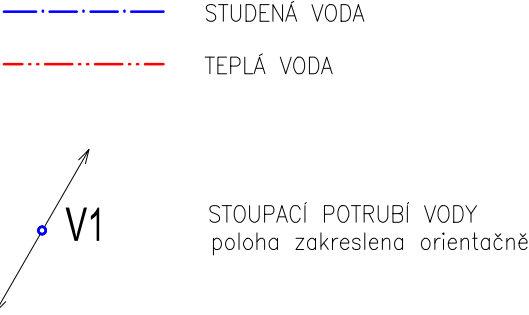 STUDENÁ VODA
TEPLÁ VODA
V1
STOUPACÍ POTRUBÍ VODY
poloha zakreslena orientačně